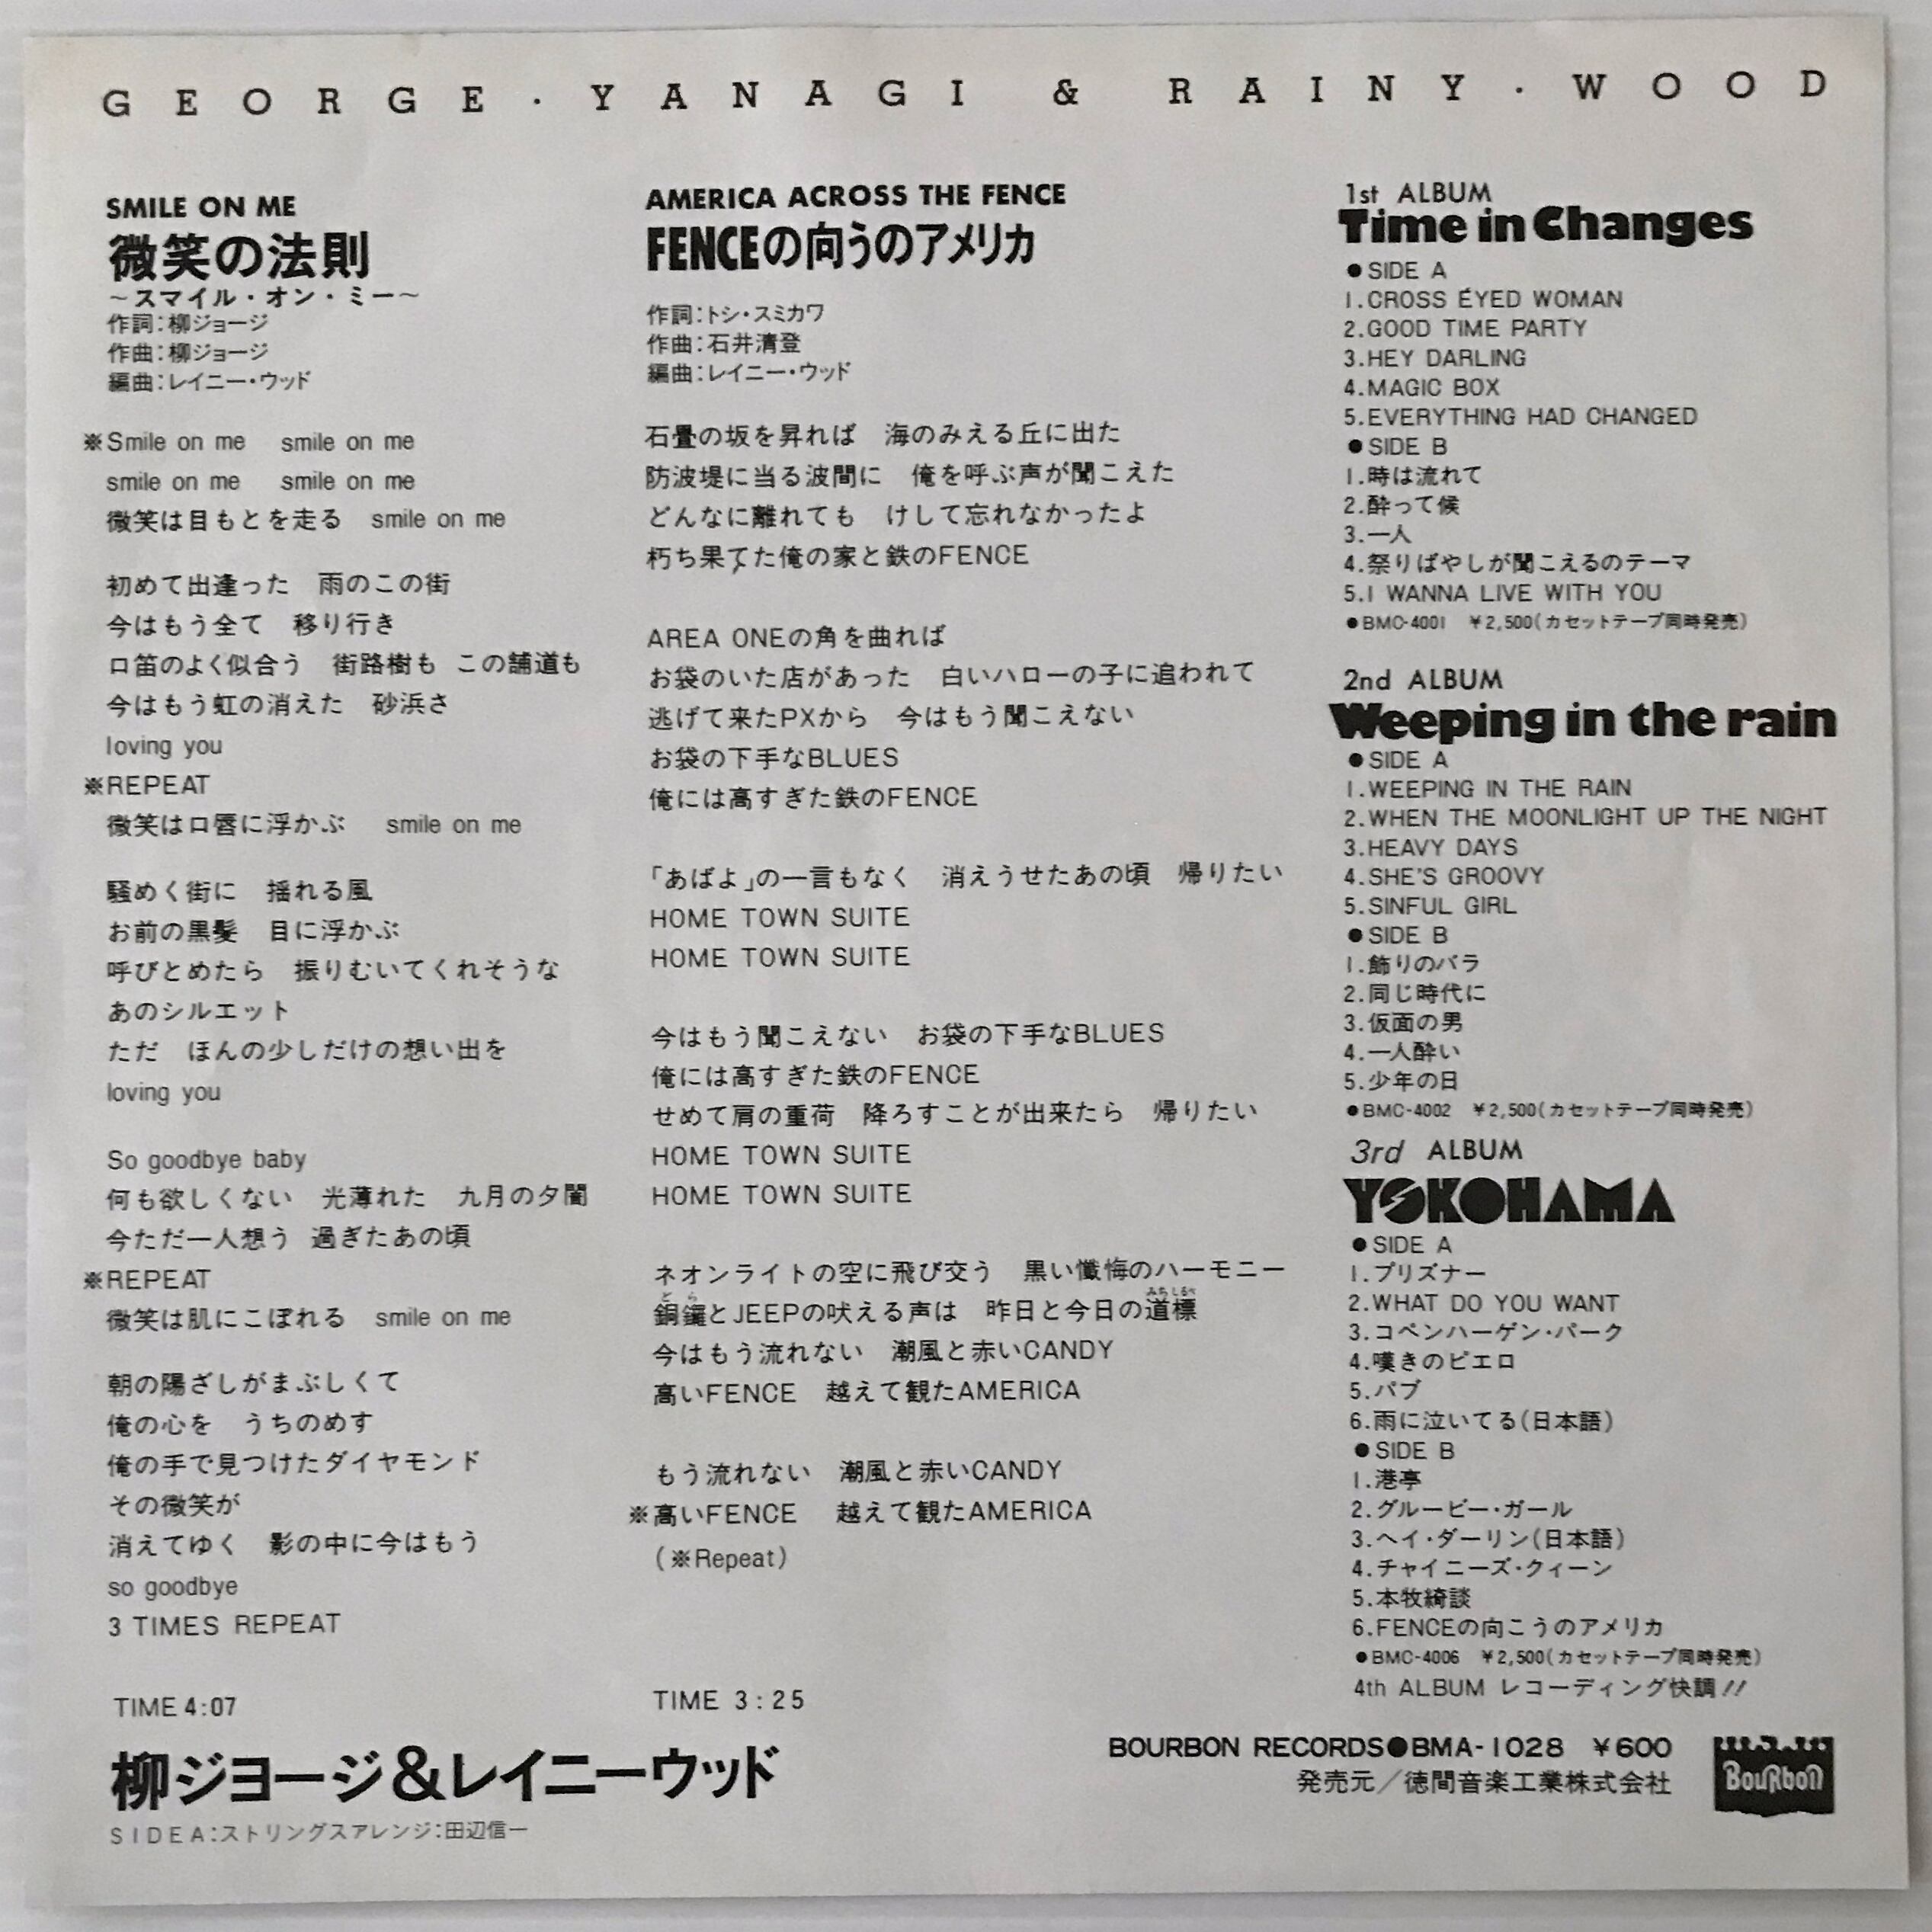 GEORGE・YANAGI & RAINY・WOOD
SMILE ON ME
微笑の法則
~スマイル・オン・ミー~
作詞:柳ジョージ
作曲:柳ジョージ
編曲:レイニー・ウッド
※Smile on me smile on me
smile on me smile on me
微笑は目もとを走る smile on me
初めて出逢った 雨のこの街
今はもう全て 移り行き
口笛のよく似合う 街路樹も この舗道も
今はもう虹の消えた 砂浜さ
loving you
※REPEAT
微笑は口唇に浮かぶ smile on me
騒めく街に 揺れる風
お前の黒髪 目に浮かぶ
呼びとめたら 振りむいてくれそうな
あのシルエット
ただ ほんの少しだけの想い出を
loving you
So goodbye baby
何も欲しくない 光薄れた 九月の夕闇
今ただ一人想う 過ぎたあの頃
※REPEAT
微笑は肌にこぼれる smile on me
朝の陽ざしがまぶしくて
俺の心を うちのめす
俺の手で見つけたダイヤモンド
その微笑が
消えてゆく 影の中に今はもう
so goodbye
3 TIMES REPEAT
TIME 4:07
AMERICA ACROSS THE FENCE
FENCEの向うのアメリカ
作詞:トシ・スミカワ
作曲:石井清登
編曲:レイニー・ウッド
石畳の坂を昇れば 海のみえる丘に出た
防波堤に当る波間に 俺を呼ぶ声が聞こえた
どんなに離れても けして忘れなかったよ
朽ち果てた俺の家と鉄のFENCE
AREA ONEの角を曲れば
お袋のいた店があった 白いハローの子に追われて
逃げて来たPXから 今はもう聞こえない
お袋の下手なBLUES
俺には高すぎた鉄のFENCE
「あばよ」の一言もなく 消えうせたあの頃 帰りたい
HOME TOWN SUITE
HOME TOWN SUITE
今はもう聞こえない お袋の下手なBLUES
俺には高すぎた鉄のFENCE
せめて肩の重荷 降ろすことが出来たら 帰りたい
HOME TOWN SUITE
HOME TOWN SUITE
ネオンライトの空に飛び交う 黒い懺悔のハーモニー
どら みちしるべ
銅鑼とJEEPの吠える声は 昨日と今日の道標
今はもう流れない 潮風と赤いCANDY
高いFENCE 越えて観たAMERICA
もう流れない 潮風と赤いCANDY
※高いFENCE 越えて観たAMERICA
(※Repeat)
TIME 3:25
1st ALBUM
Time in Changes
●SIDE A
1.CROSS EYED WOMAN
2.GOOD TIME PARTY
3.HEY DARLING
4.MAGIC BOX
5.EVERYTHING HAD CHANGED
●SIDE B
1.時は流れて
2.酔って候
3.一人
4.祭りばやしが聞こえるのテーマ
5.I WANNA LIVE WITH YOU
●BMC-4001 ¥2,500(カセットテープ同時発売)
2nd ALBUM
Weeping in the rain
●SIDE A
1.WEEPING IN THE RAIN
2.WHEN THE MOONLIGHT UP THE NIGHT
3.HEAVY DAYS
4.SHE'S GROOVY
5.SINFUL GIRL
●SIDE B
1.飾りのバラ
2.同じ時代に
3.仮面の男
4.一人酔い
5.少年の日
●BMC-4002 ¥2,500(カセットテープ同時発売)
3rd ALBUM
YOKOHAMA
●SIDE A
1.プリズナー
2.WHAT DO YOU WANT
3.コペンハーゲン・パーク
4.嘆きのピエロ
5.パブ
6.雨に泣いてる(日本語)
●SIDE B
1.港亭
2.グルービー・ガール
3.ヘイ・ダーリン(日本語)
4.チャイニーズ・クィーン
5.本牧綺談
6.FENCEの向こうのアメリカ
●BMC-4006 ¥2,500(カセットテープ同時発売)
4th ALBUM レコーディング快調!!
柳ジョージ&レイニーウッド
SIDEA:ストリングスアレンジ:田辺信一
BOURBON RECORDS●BMA-1028 ¥600
発売元/徳間音楽工業株式会社
BouRboN